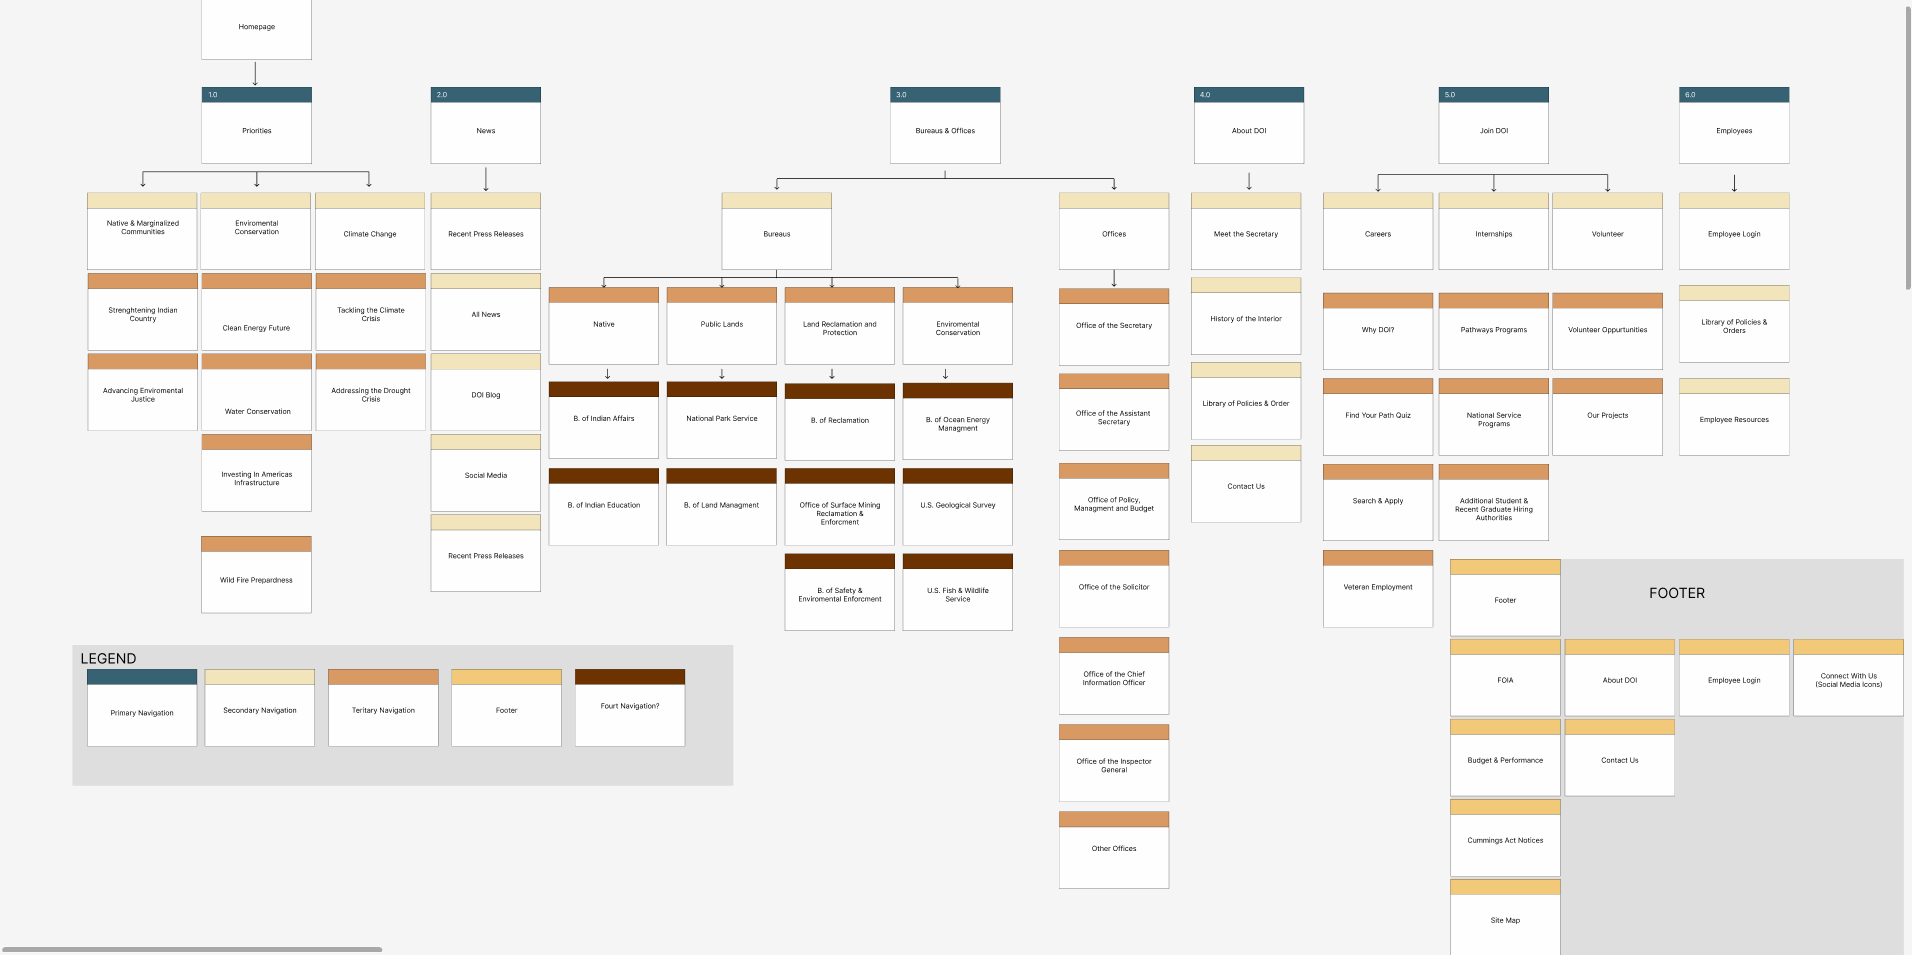 Homepage
1.0
Priorities
2.0
News
3.0
Bureaus & Offices
4.0
About DOI
5.0
Join DOI
6.0
Employees
Native & Marginalized
Communities
Enviromental
Conservation
Climate Change
Recent Press Releases
Bureaus
Offices
Meet the Secretary
Careers
Internships
Volunteer
Employee Login
Strenghtening Indian
Country
Clean Energy Future
Tackling the Climate
Crisis
All News
Native
Public Lands
Land Reclamation and
Protection
Enviromental
Conservation
Office of the Secretary
History of the Interior
Why DOI?
Pathways Programs
Volunteer Oppurtunities
Library of Policies &
Orders
Advancing Enviromental
Justice
Water Conservation
Addressing the Drought
Crisis
DOI Blog
B. of Indian Affairs
National Park Service
B. of Reclamation
B. of Ocean Energy
Managment
Office of the Assistant
Secretary
Library of Policies & Order
Find Your Path Quiz
National Service
Programs
Our Projects
Employee Resources
Investing In Americas
Infrastructure
Social Media
B. of Indian Education
B. of Land Managment
Office of Surface Mining
Reclamation &
Enforcment
U.S. Geological Survey
Office of Policy,
Managment and Budget
Contact Us
Search & Apply
Additional Student &
Recent Graduate Hiring
Authorities
Wild Fire Prepardness
Recent Press Releases
B. of Safety &
Enviromental Enforcment
U.S. Fish & Wildlife
Service
Office of the Solicitor
Veteran Employment
Office of the Chief
Information Officer
Office of the Inspector
General
Other Offices
LEGEND
Primary Navigation
Secondary Navigation
Teritary Navigation
Footer
Fourt Navigation?
FOOTER
Footer
FOIA
About DOI
Employee Login
Connect With Us
(Social Media Icons)
Budget & Performance
Contact Us
Cummings Act Notices
Site Map